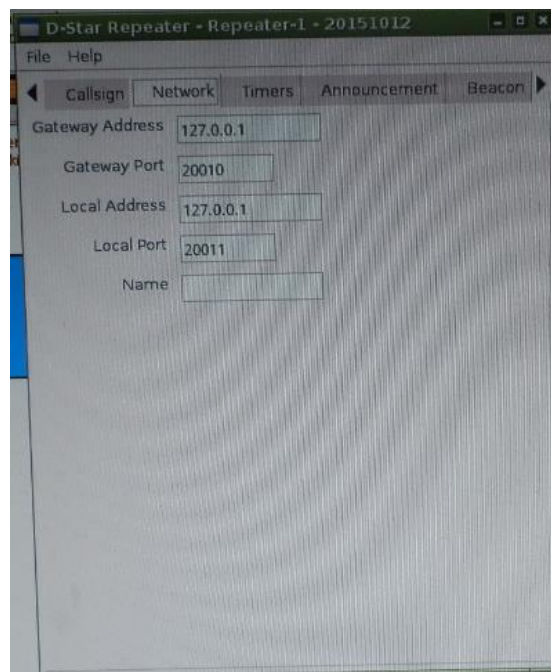 D-Star Repeater - Repeater-1 - 20151012
File Help
Callsign Network Timers Announcement Beacon
Gateway Address 127.0.0.1
Gateway Port 20010
Local Address 127.0.0.1
Local Port 20011
Name